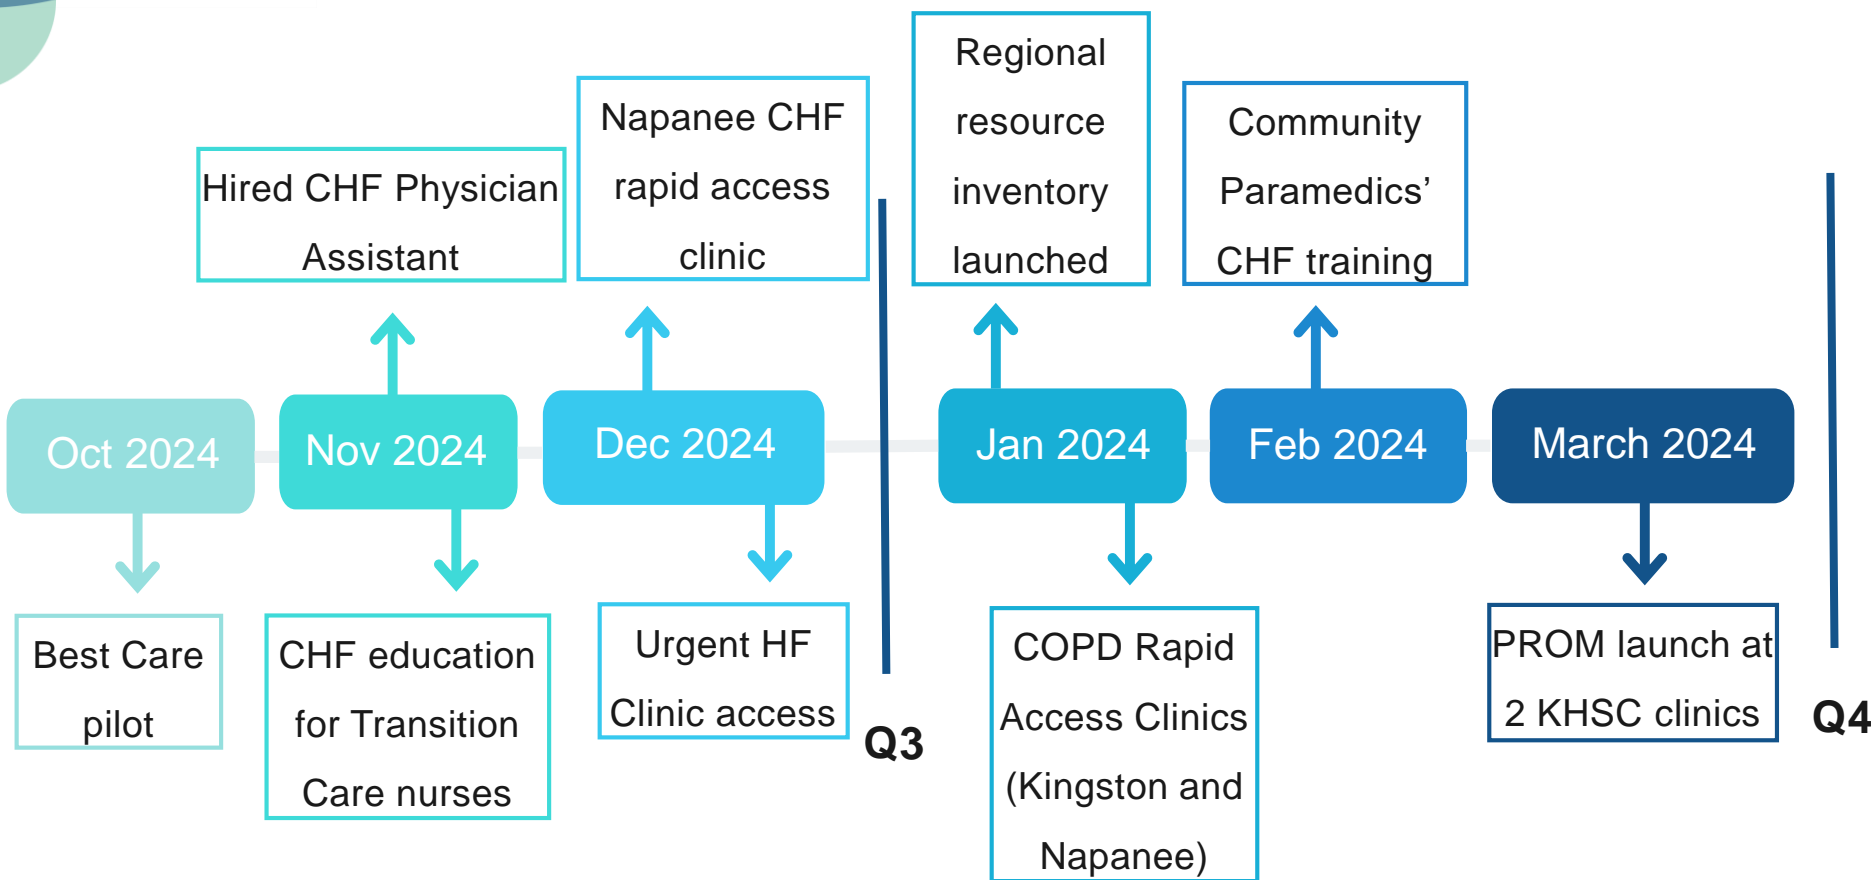 Hired CHF Physician
Assistant
Napanee CHF
rapid access
clinic
Regional
resource
inventory
launched
Community
Paramedics’
CHF training
Oct 2024
Nov 2024
Dec 2024
Jan 2024
Feb 2024
March 2024
Best Care
pilot
CHF education
for Transition
Care nurses
Urgent HF
Clinic access
Q3
COPD Rapid
Access Clinics
(Kingston and
Napanee)
PROM launch at
2 KHSC clinics
Q4